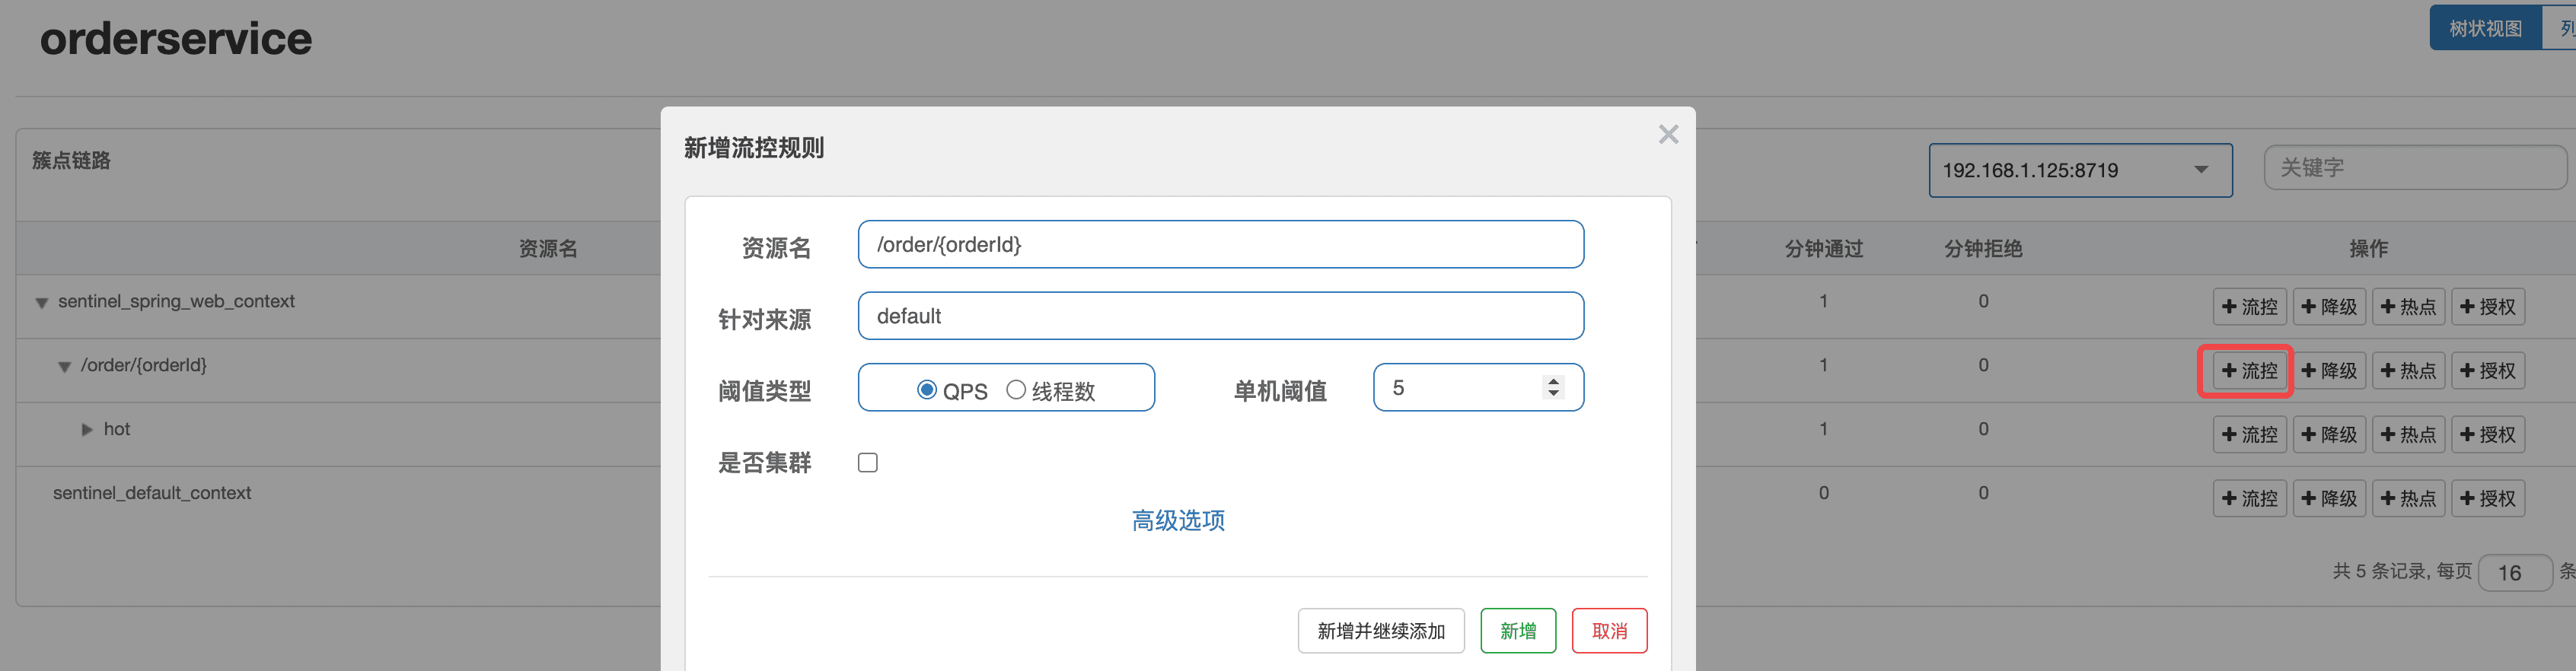 orderservice
树状视图
列
簇点链路
192.168.1.125:8719
关键字
资源名
分钟通过
分钟拒绝
操作
sentinel_spring_web_context
1
0
流控
降级
热点
授权
/order/{orderId}
1
0
流控
降级
热点
授权
hot
1
0
流控
降级
热点
授权
sentinel_default_context
0
0
流控
降级
热点
授权
共 5 条记录, 每页 16 条
新增流控规则
资源名 /order/{orderId}
针对来源 default
阈值类型 QPS 线程数 单机阈值 5
是否集群
高级选项
新增并继续添加 新增 取消